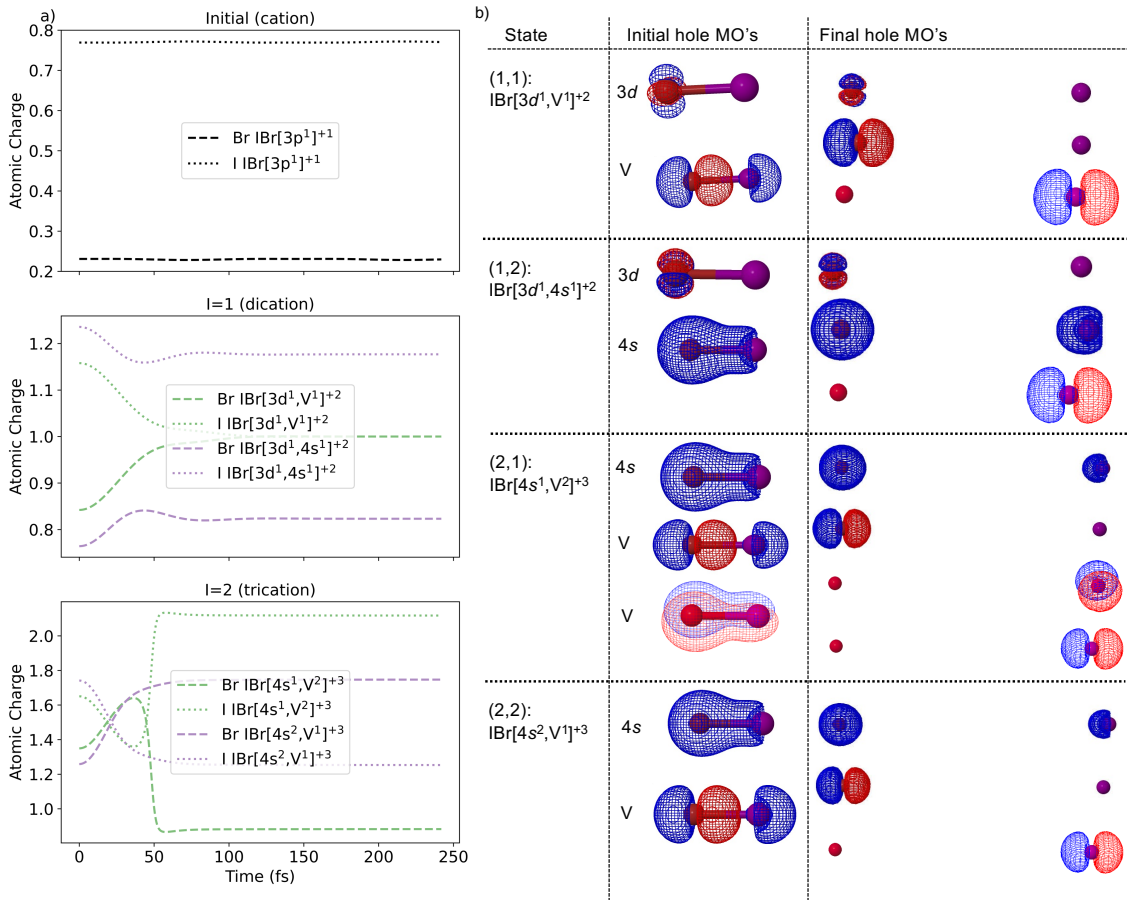 a)
Initial (cation)
0.8
0.7
0.6
0.5
0.4
0.3
0.2
Atomic Charge
Br IBr[3p¹]⁺¹
I IBr[3p¹]⁺¹
I=1 (dication)
1.2
1.1
1.0
0.9
0.8
Atomic Charge
Br IBr[3d¹,V¹]⁺²
I IBr[3d¹,V¹]⁺²
Br IBr[3d¹,4s¹]⁺²
I IBr[3d¹,4s¹]⁺²
I=2 (trication)
2.0
1.8
1.6
1.4
1.2
1.0
Atomic Charge
Br IBr[4s¹,V²]⁺³
I IBr[4s¹,V²]⁺³
Br IBr[4s²,V¹]⁺³
I IBr[4s²,V¹]⁺³
0 50 100 150 200 250
Time (fs)
b)
State Initial hole MO's Final hole MO's
(1,1):
IBr[3d¹,V¹]+2
3d
V
(1,2):
IBr[3d¹,4s¹]+2
3d
4s
(2,1):
IBr[4s¹,V²]+3
4s
V
V
(2,2):
IBr[4s²,V¹]+3
4s
V